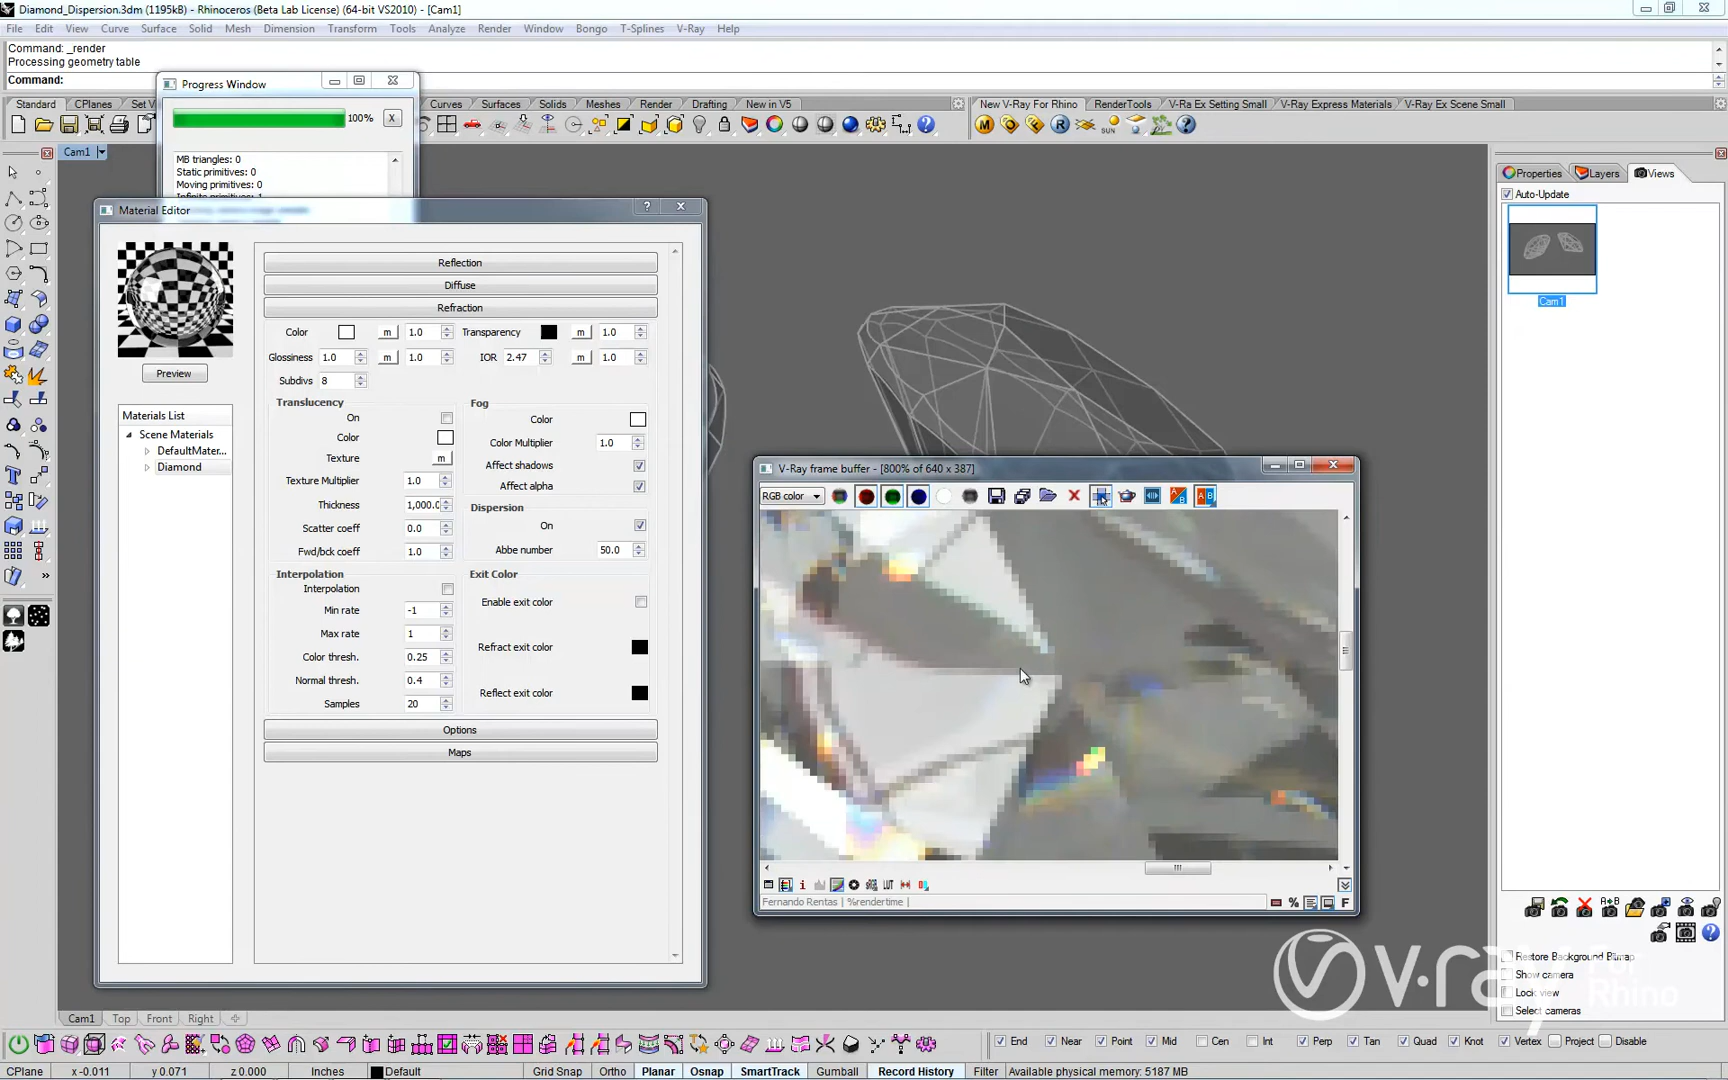 Diamond_Dispersion.3dm (1195kB) - Rhinoceros (Beta Lab License) (64-bit VS2010) - [Cam1]
File Edit View Curve Surface Solid Mesh Dimension Transform Tools Analyze Render Window Bongo T-Splines V-Ray Help
Command: _render
Processing geometry table
Command:
Progress Window
Standard CPlanes Set V Curves Surfaces Solids Meshes Render Drafting New in V5 New V-Ray For Rhino RenderTools V-Ra Ex Setting Small V-Ray Express Materials V-Ray Ex Scene Small
100% X
Cam1
MB triangles: 0
Static primitives: 0
Moving primitives: 0
Infinite primitives: 1
Properties Layers Views
Auto-Update
Cam1
Material Editor
Reflection
Diffuse
Refraction
Color m 1.0 Transparency m 1.0
Glossiness 1.0 m 1.0 IOR 2.47 m 1.0
Subdivs 8
Preview
Materials List
Scene Materials
DefaultMater...
Diamond
Translucency
On
Color
Texture m
Texture Multiplier 1.0
Thickness 1,000.0
Scatter coeff 0.0
Fwd/bck coeff 1.0
Fog
Color
Color Multiplier 1.0
Affect shadows
Affect alpha
Dispersion
On
Abbe number 50.0
Interpolation
Interpolation
Min rate -1
Max rate 1
Color thresh. 0.25
Normal thresh. 0.4
Samples 20
Exit Color
Enable exit color
Refract exit color
Reflect exit color
Options
Maps
V-Ray frame buffer - [800% of 640 x 387]
RGB color
LUT
Fernando Rentas | %rendertime |
% F
Restore Background Bitmap
Show camera
Lock view
Select cameras
v·ray For Rhino
Cam1 Top Front Right
End Near Point Mid Cen Int Perp Tan Quad Knot Vertex Project Disable
CPlane x -0.011 y 0.071 z 0.000 Inches Default Grid Snap Ortho Planar Osnap SmartTrack Gumball Record History Filter Available physical memory: 5187 MB